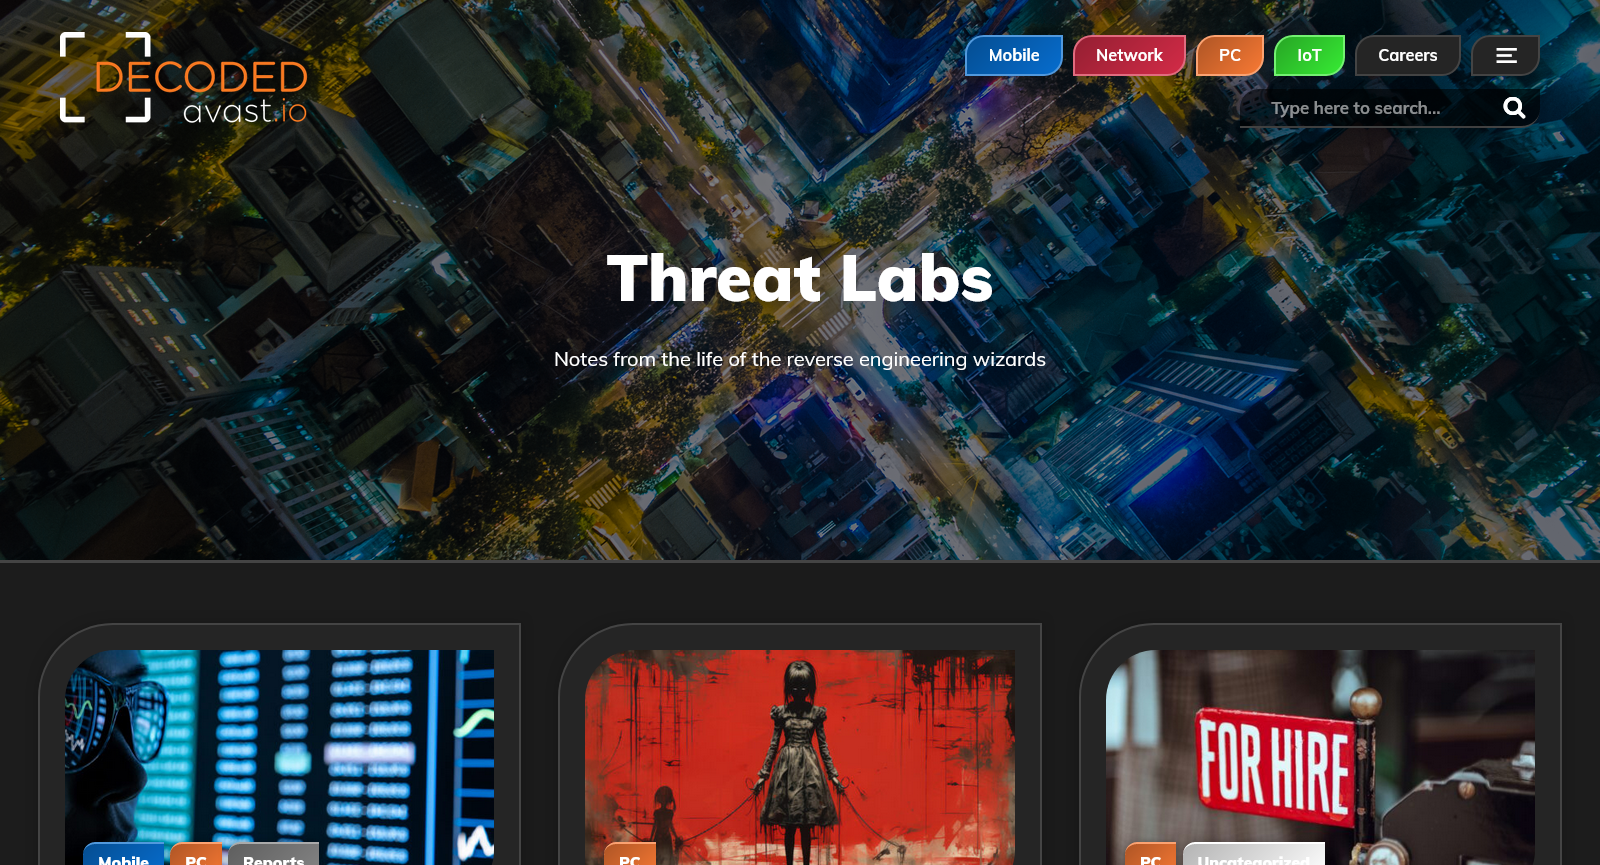 DECODED
avast.io
Mobile
Network
PC
IoT
Careers
Type here to search...
Threat Labs
Notes from the life of the reverse engineering wizards
FOR HIRE
Mobile
PC
Reports
PC
PC
Uncategorized